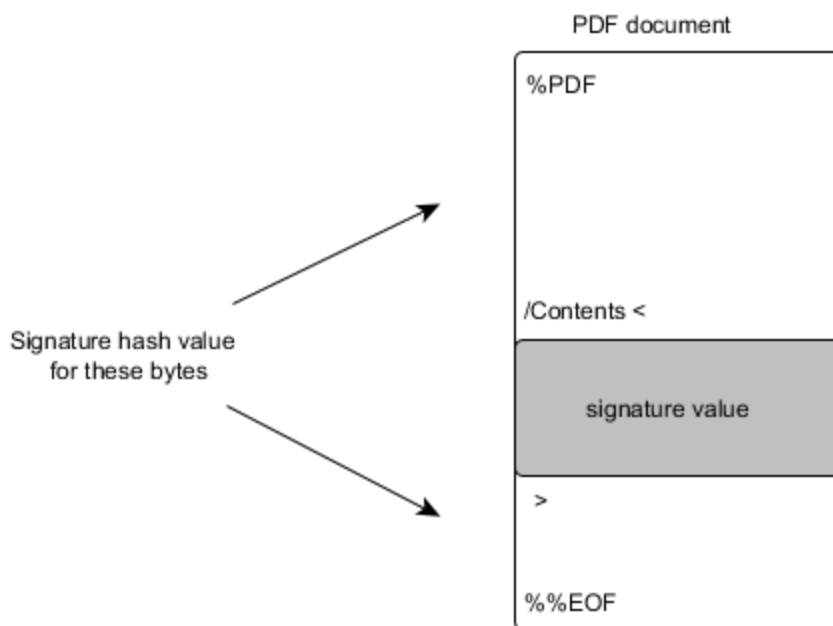 PDF document
%PDF
/Contents <
Signature hash value
for these bytes
signature value
>
%%EOF